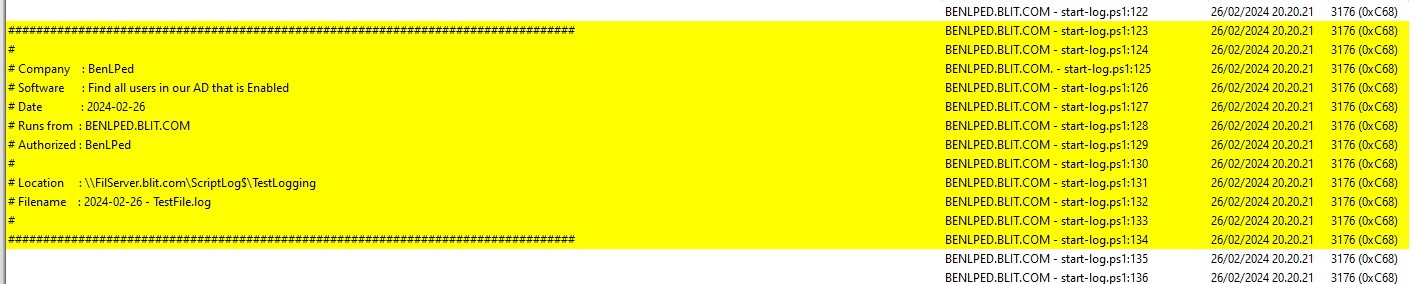 BENLPED.BLIT.COM - start-log.ps1:122 26/02/2024 20.20.21 3176 (0xC68)
################################################################################# BENLPED.BLIT.COM - start-log.ps1:123 26/02/2024 20.20.21 3176 (0xC68)
# BENLPED.BLIT.COM - start-log.ps1:124 26/02/2024 20.20.21 3176 (0xC68)
# Company : BenLPed BENLPED.BLIT.COM. - start-log.ps1:125 26/02/2024 20.20.21 3176 (0xC68)
# Software : Find all users in our AD that is Enabled BENLPED.BLIT.COM - start-log.ps1:126 26/02/2024 20.20.21 3176 (0xC68)
# Date : 2024-02-26 BENLPED.BLIT.COM - start-log.ps1:127 26/02/2024 20.20.21 3176 (0xC68)
# Runs from : BENLPED.BLIT.COM BENLPED.BLIT.COM - start-log.ps1:128 26/02/2024 20.20.21 3176 (0xC68)
# Authorized : BenLPed BENLPED.BLIT.COM - start-log.ps1:129 26/02/2024 20.20.21 3176 (0xC68)
# BENLPED.BLIT.COM - start-log.ps1:130 26/02/2024 20.20.21 3176 (0xC68)
# Location : \\FilServer.blit.com\ScriptLog$\TestLogging BENLPED.BLIT.COM - start-log.ps1:131 26/02/2024 20.20.21 3176 (0xC68)
# Filename : 2024-02-26 - TestFile.log BENLPED.BLIT.COM - start-log.ps1:132 26/02/2024 20.20.21 3176 (0xC68)
# BENLPED.BLIT.COM - start-log.ps1:133 26/02/2024 20.20.21 3176 (0xC68)
################################################################################# BENLPED.BLIT.COM - start-log.ps1:134 26/02/2024 20.20.21 3176 (0xC68)
BENLPED.BLIT.COM - start-log.ps1:135 26/02/2024 20.20.21 3176 (0xC68)
BENLPED.BLIT.COM - start-log.ps1:136 26/02/2024 20.20.21 3176 (0xC68)